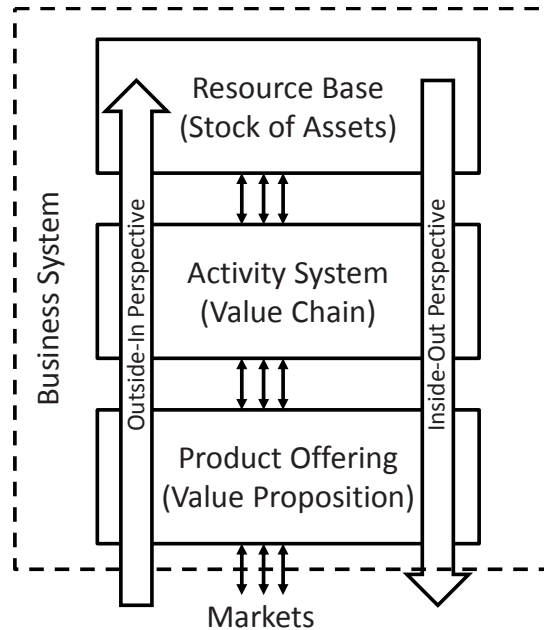 Resource Base
(Stock of Assets)
Business System
Outside-In Perspective
Activity System
(Value Chain)
Inside-Out Perspective
Product Offering
(Value Proposition)
Markets